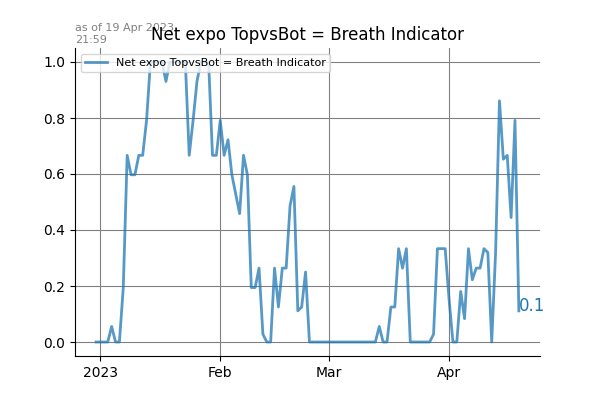 as of 19 Apr 2023
21:59
Net expo TopvsBot = Breath Indicator
Net expo TopvsBot = Breath Indicator
1.0
0.8
0.6
0.4
0.2
0.0
0.1
2023 Feb Mar Apr